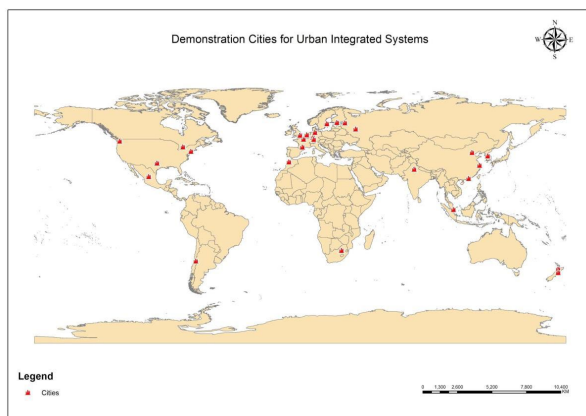 Demonstration Cities for Urban Integrated Systems
N
W E
S
Legend
Cities
0 1,300 2,600 5,200 7,800 10,400
KM